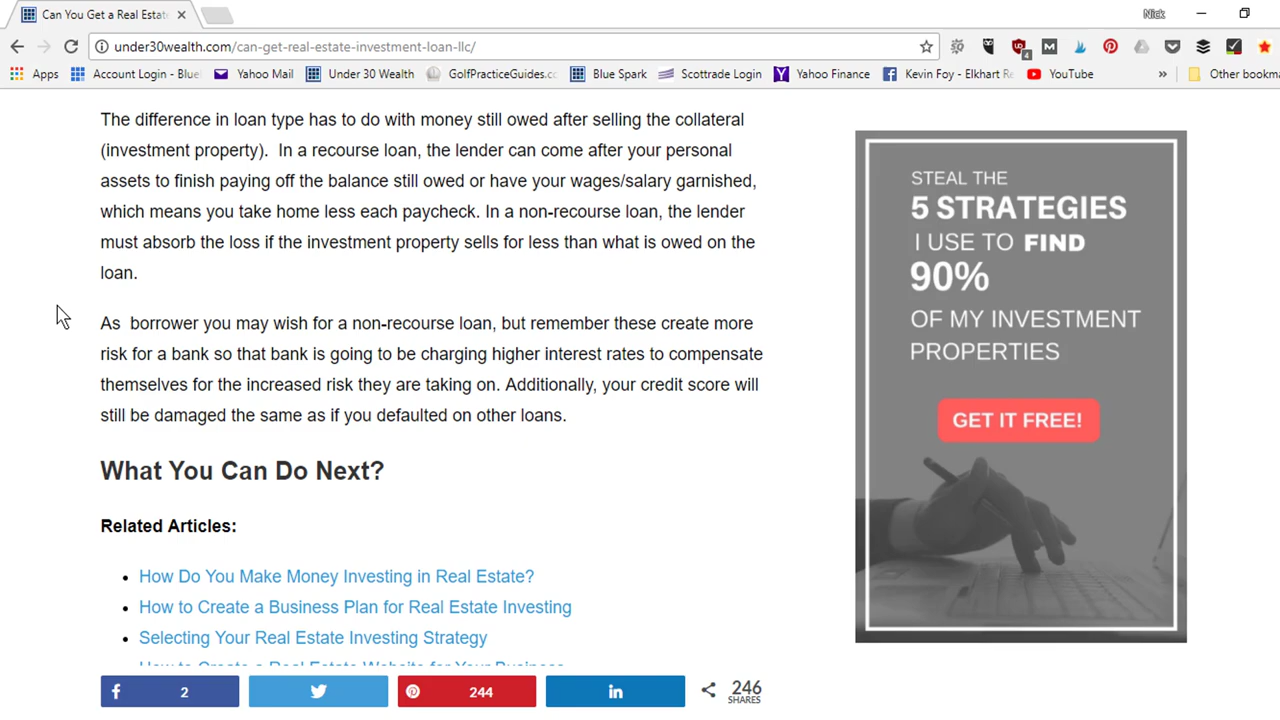 Can You Get a Real Estat
Nick
under30wealth.com/can-get-real-estate-investment-loan-llc/
4
Apps
Account Login - Blue
Yahoo Mail
Under 30 Wealth
GolfPracticeGuides.cc
Blue Spark
Scottrade Login
Yahoo Finance
Kevin Foy - Elkhart Re
YouTube
»
Other bookma
The difference in loan type has to do with money still owed after selling the collateral
(investment property).  In a recourse loan, the lender can come after your personal
assets to finish paying off the balance still owed or have your wages/salary garnished,
which means you take home less each paycheck. In a non-recourse loan, the lender
must absorb the loss if the investment property sells for less than what is owed on the
loan.
As  borrower you may wish for a non-recourse loan, but remember these create more
risk for a bank so that bank is going to be charging higher interest rates to compensate
themselves for the increased risk they are taking on. Additionally, your credit score will
still be damaged the same as if you defaulted on other loans.
What You Can Do Next?
Related Articles:
• How Do You Make Money Investing in Real Estate?
• How to Create a Business Plan for Real Estate Investing
• Selecting Your Real Estate Investing Strategy
How to Create a Real Estate Website for Your Business
2
244
246
SHARES
STEAL THE
5 STRATEGIES
I USE TO FIND
90%
OF MY INVESTMENT
PROPERTIES
GET IT FREE!